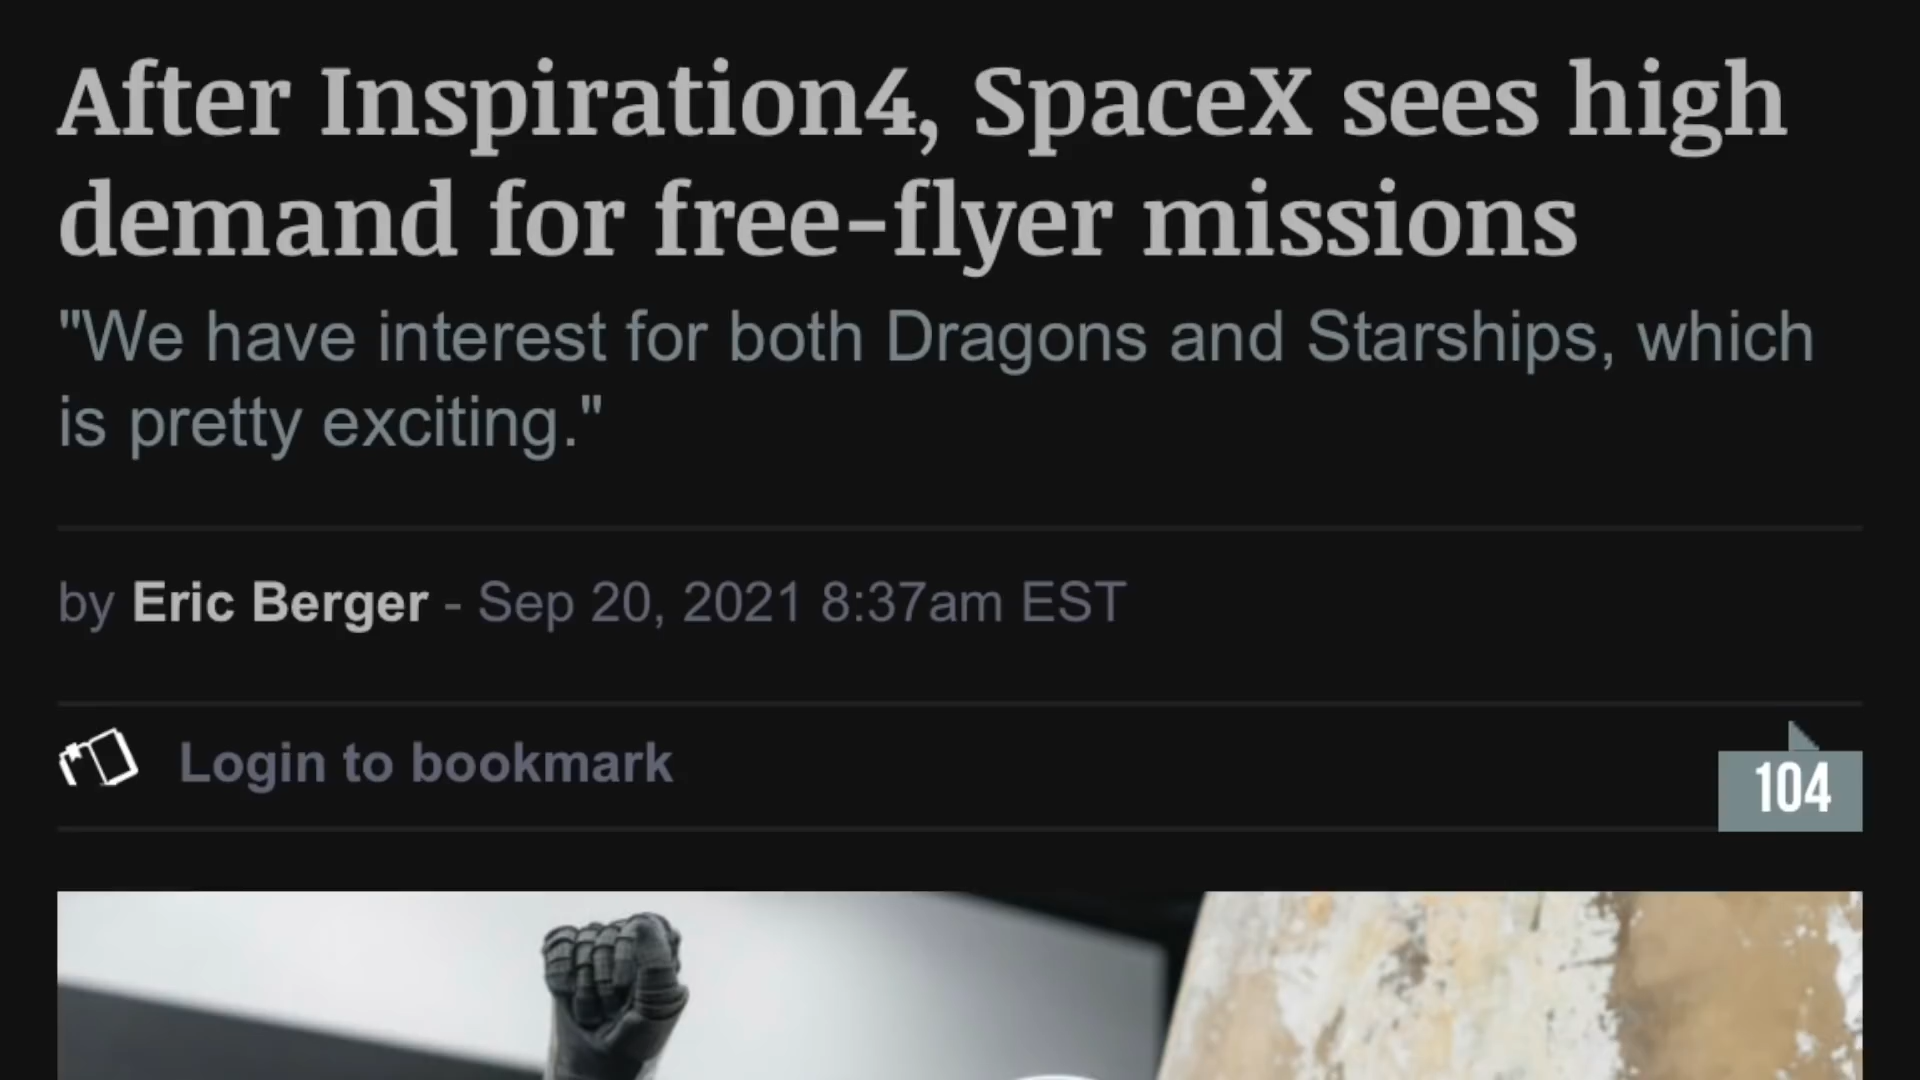 After Inspiration4, SpaceX sees high
demand for free-flyer missions
"We have interest for both Dragons and Starships, which
is pretty exciting."
by Eric Berger - Sep 20, 2021 8:37am EST
Login to bookmark
104